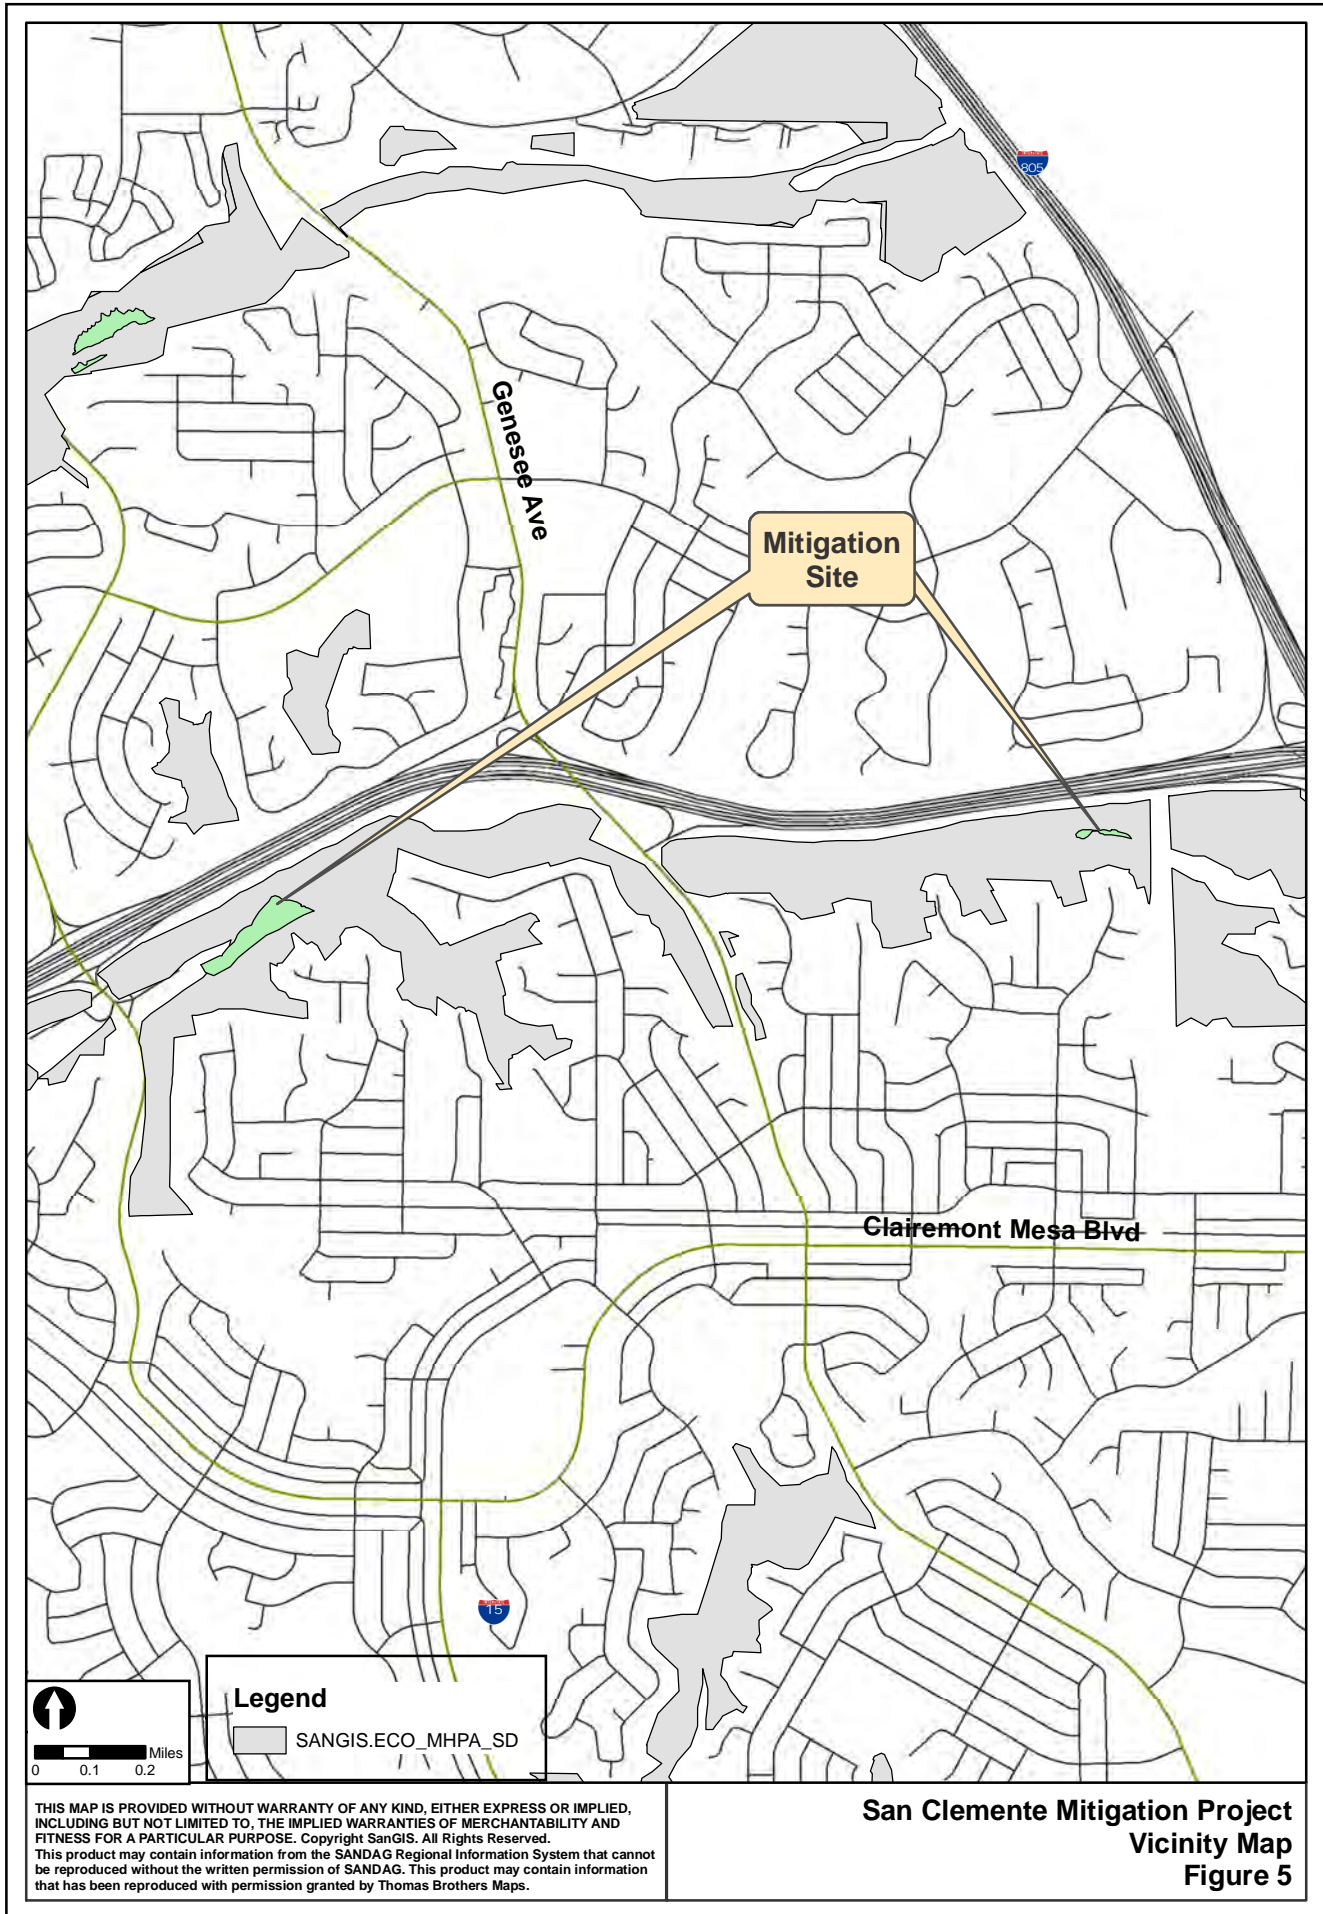 805
Genesee Ave
Mitigation
Site
Clairemont Mesa Blvd
15
Legend
SANGIS.ECO_MHPA_SD
Miles
0 0.1 0.2
THIS MAP IS PROVIDED WITHOUT WARRANTY OF ANY KIND, EITHER EXPRESS OR IMPLIED,
INCLUDING BUT NOT LIMITED TO, THE IMPLIED WARRANTIES OF MERCHANTABILITY AND
FITNESS FOR A PARTICULAR PURPOSE. Copyright SanGIS. All Rights Reserved.
This product may contain information from the SANDAG Regional Information System that cannot
be reproduced without the written permission of SANDAG. This product may contain information
that has been reproduced with permission granted by Thomas Brothers Maps.
San Clemente Mitigation Project
Vicinity Map
Figure 5